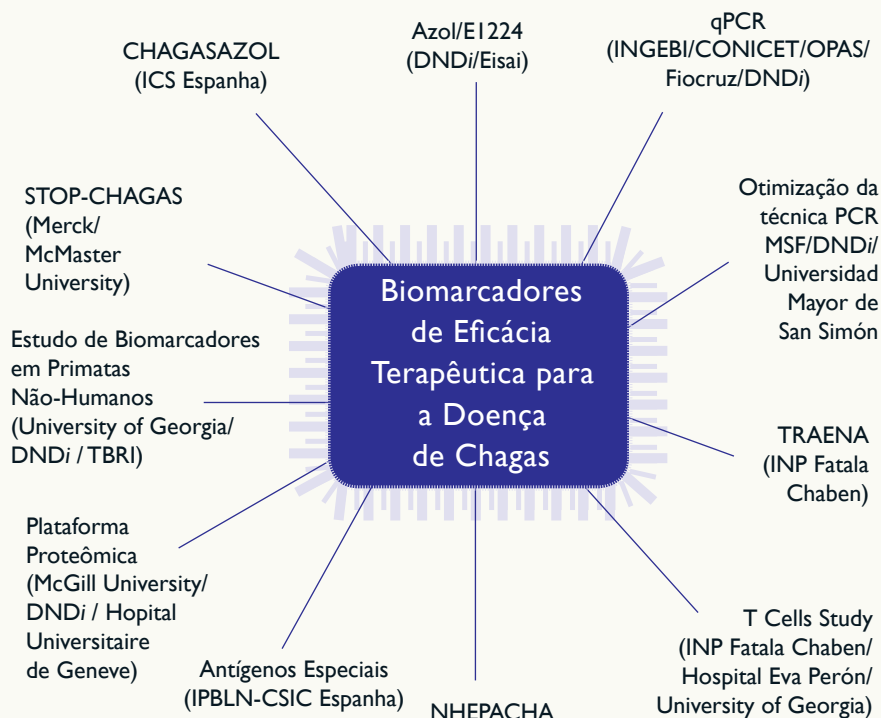 CHAGASAZOL
(ICS Espanha)
Azol/E1224
(DNDi/Eisai)
qPCR
(INGEBI/CONICET/OPAS/
Fiocruz/DNDi)
STOP-CHAGAS
(Merck/
McMaster
University)
Otimização da
técnica PCR
MSF/DNDi/
Universidad
Mayor de
San Simón
Biomarcadores
de Eficácia
Terapêutica para
a Doença
de Chagas
Estudo de Biomarcadores
em Primatas
Não-Humanos
(University of Georgia/
DNDi / TBRI)
TRAENA
(INP Fatala
Chaben)
Plataforma
Proteômica
(McGill University/
DNDi / Hopital
Universitaire
de Geneve)
Antígenos Especiais
(IPBLN-CSIC Espanha)
NHEPACHA
T Cells Study
(INP Fatala Chaben/
Hospital Eva Perón/
University of Georgia)